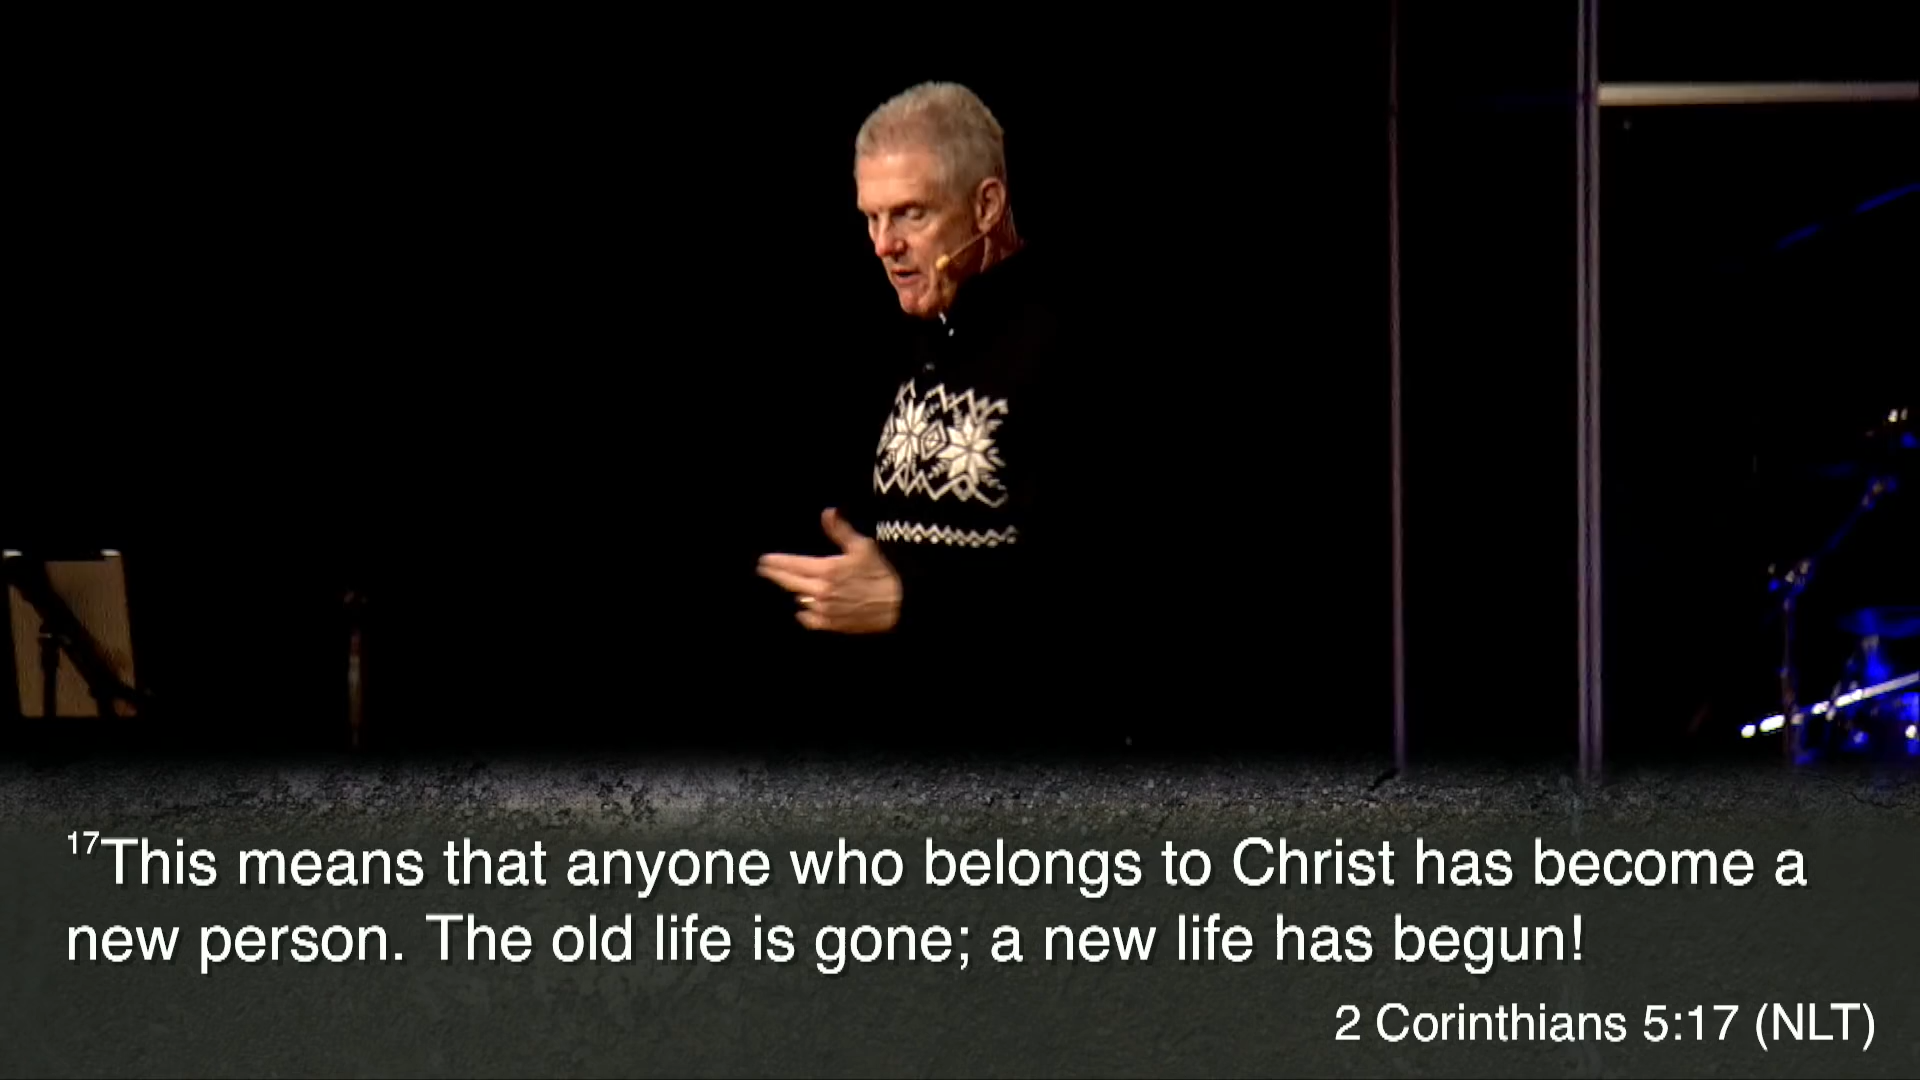 ¹⁷This means that anyone who belongs to Christ has become a
new person. The old life is gone; a new life has begun!
2 Corinthians 5:17 (NLT)